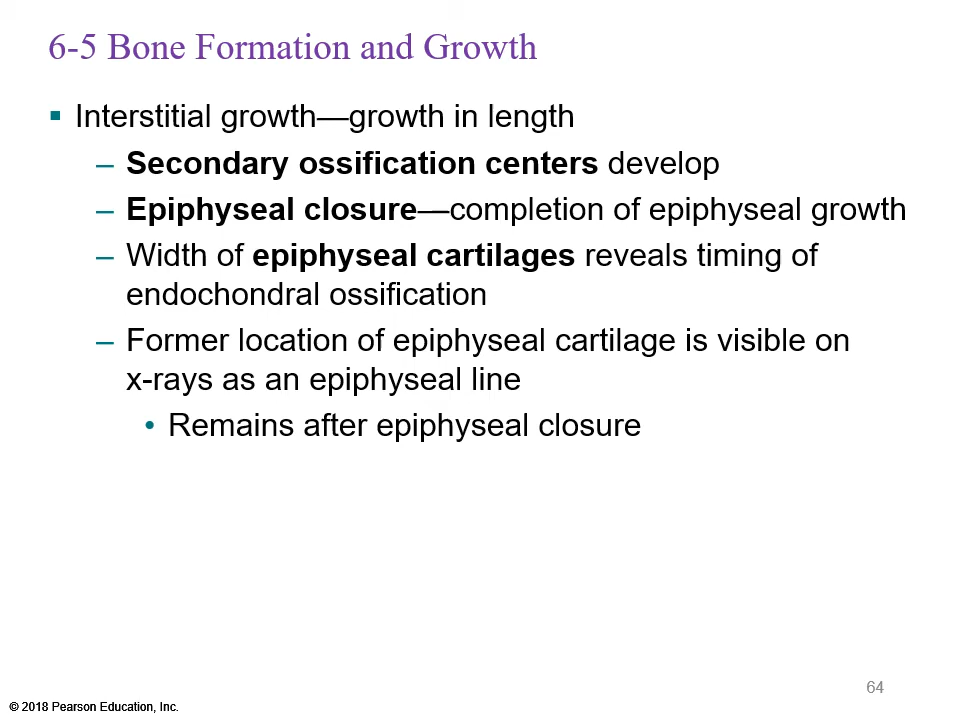 6-5 Bone Formation and Growth
▪ Interstitial growth—growth in length
– Secondary ossification centers develop
– Epiphyseal closure—completion of epiphyseal growth
– Width of epiphyseal cartilages reveals timing of
endochondral ossification
– Former location of epiphyseal cartilage is visible on
x-rays as an epiphyseal line
• Remains after epiphyseal closure
64
© 2018 Pearson Education, Inc.